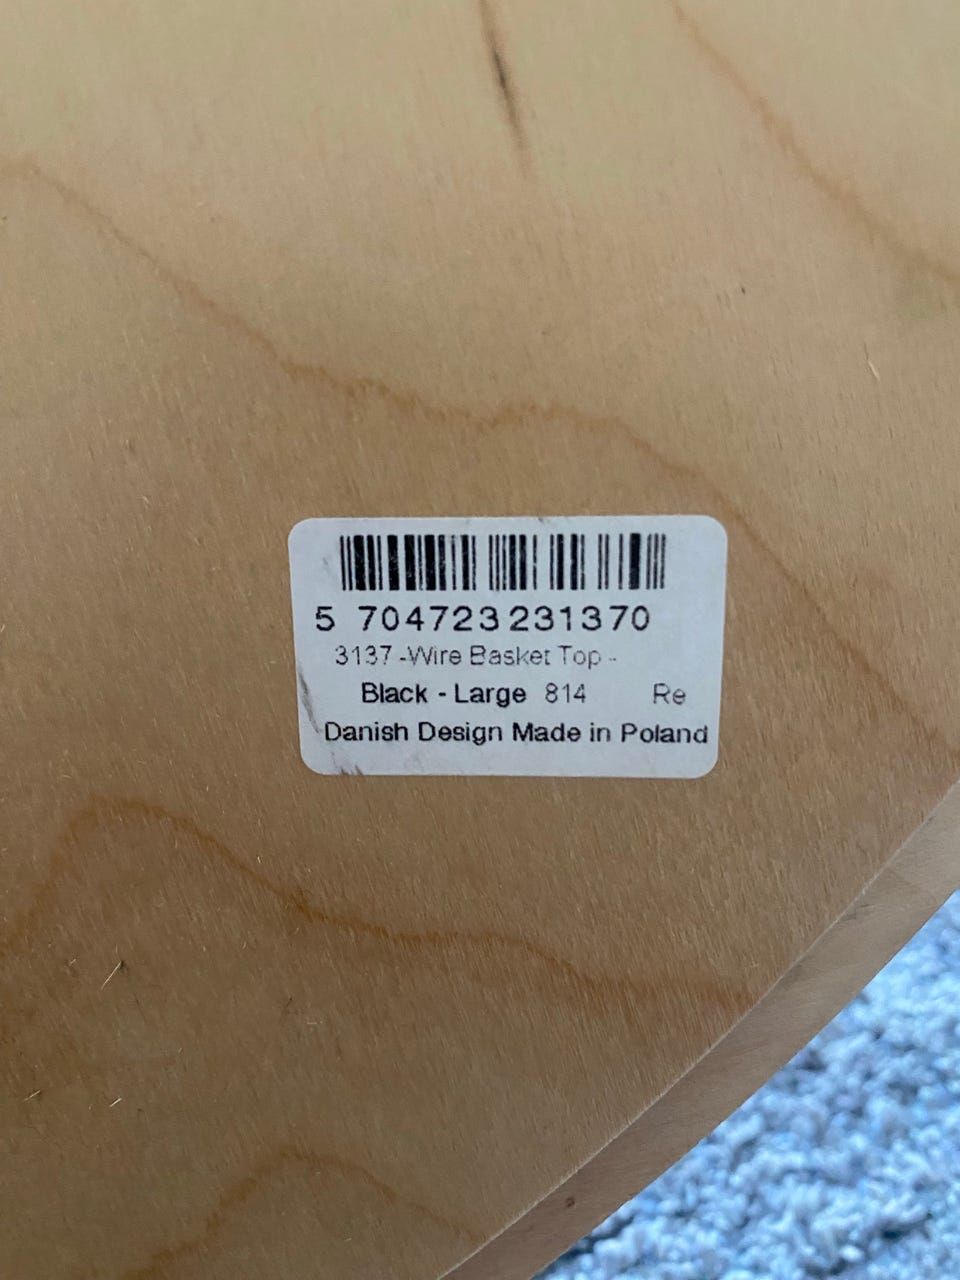 5 704723 231370
3137 -Wire Basket Top -
Black - Large 814 Re
Danish Design Made in Poland